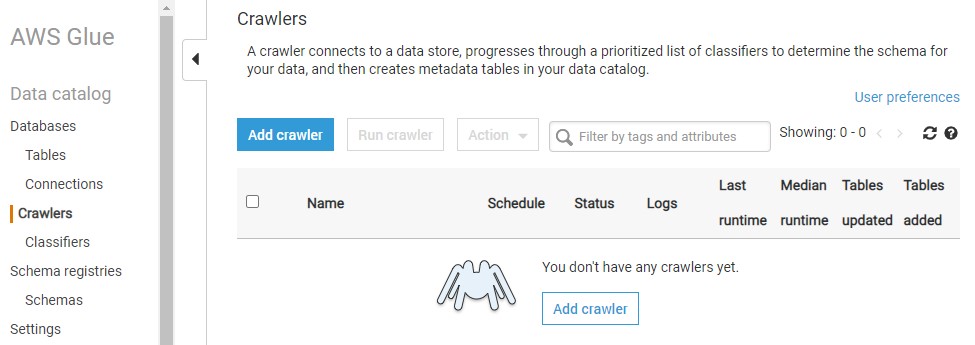 AWS Glue
Data catalog
Databases
Tables
Connections
Crawlers
Classifiers
Schema registries
Schemas
Settings
Crawlers
A crawler connects to a data store, progresses through a prioritized list of classifiers to determine the schema for
your data, and then creates metadata tables in your data catalog.
User preferences
Add crawler Run crawler Action Filter by tags and attributes Showing: 0 - 0
Name Schedule Status Logs Last runtime Median runtime Tables updated Tables added
You don't have any crawlers yet.
Add crawler